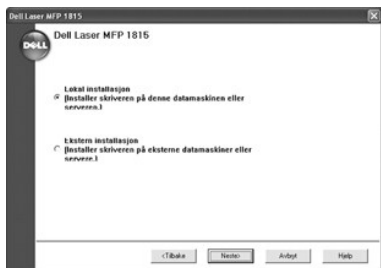 Dell Laser MFP 1815
DELL
Dell Laser MFP 1815
Lokal installasjon
(Installer skriveren på denne datamaskinen eller
serveren.)
Ekstern installasjon
(Installer skriveren på eksterne datamaskiner eller
servere.)
<Tilbake Neste> Avbryt Hjelp